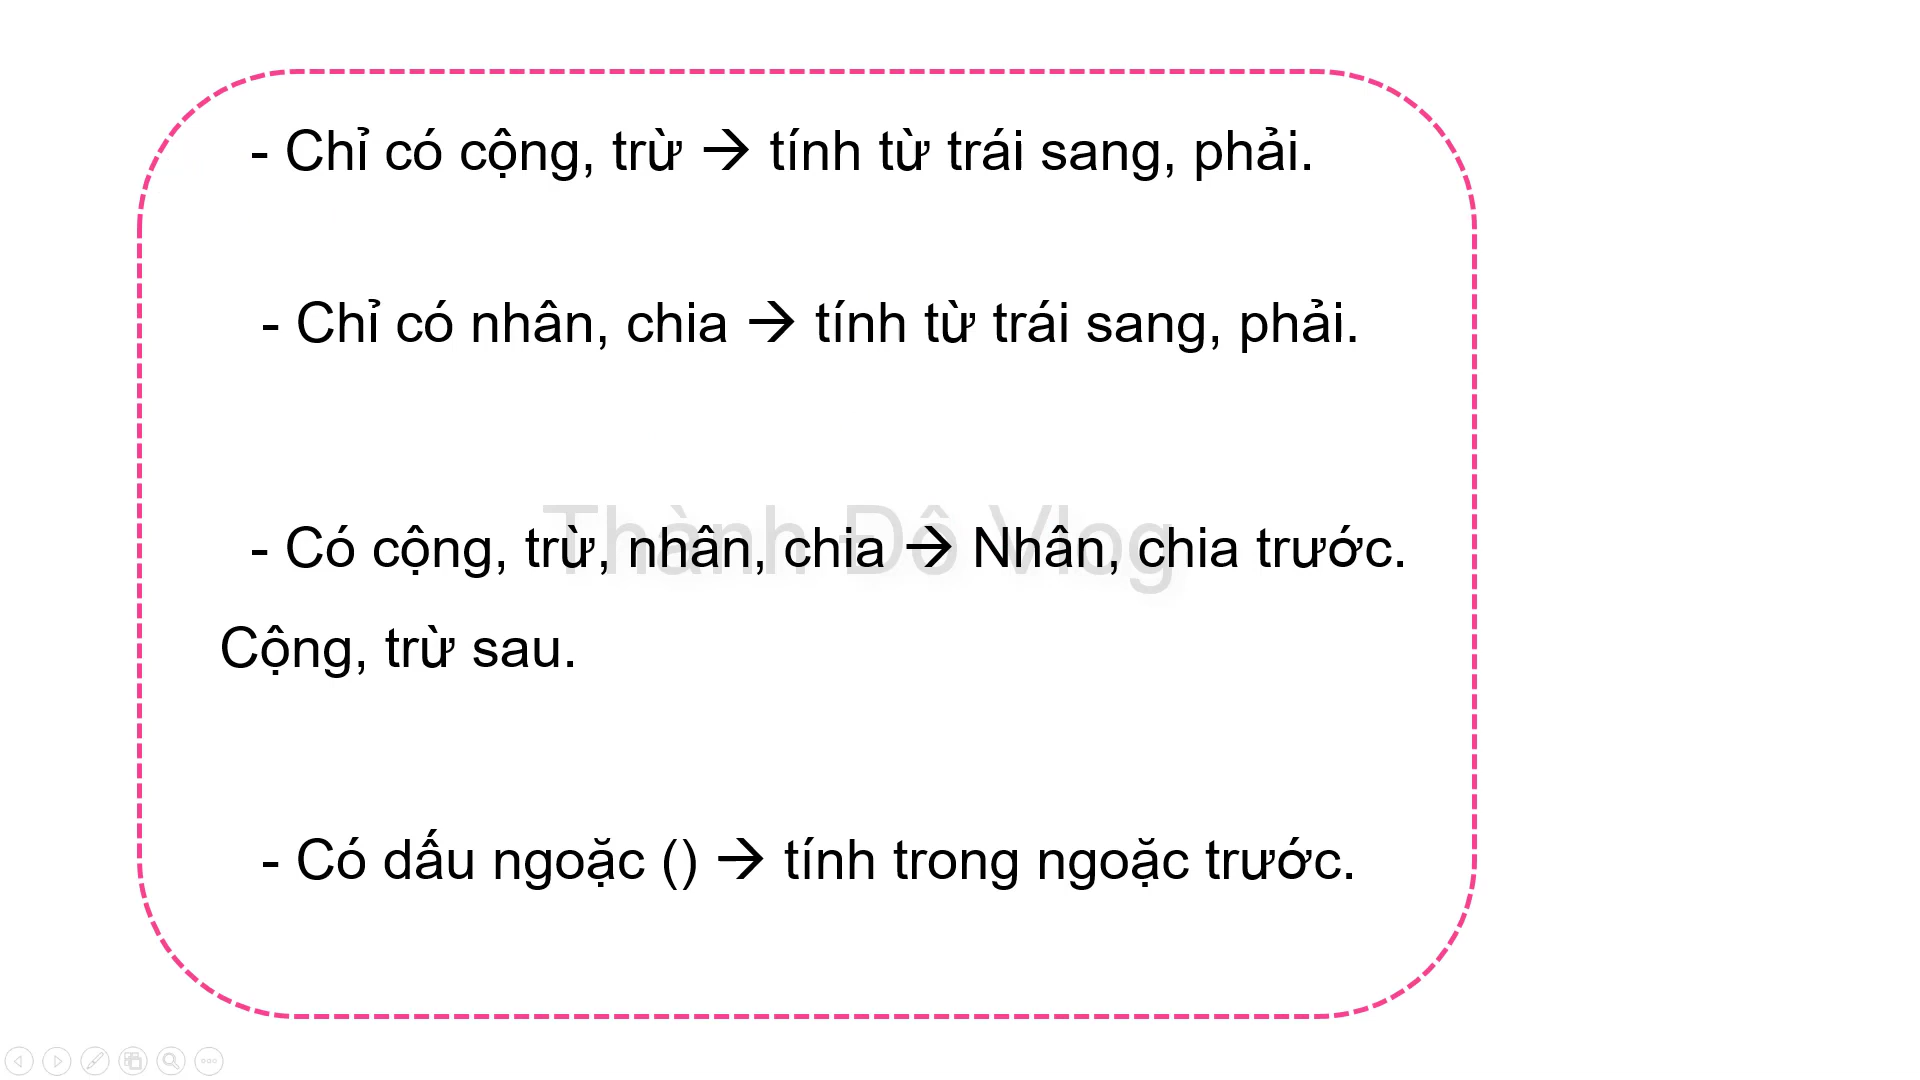 - Chỉ có cộng, trừ → tính từ trái sang, phải.
- Chỉ có nhân, chia → tính từ trái sang, phải.
Thành Đô Vlog
- Có cộng, trừ, nhân, chia → Nhân, chia trước.
Cộng, trừ sau.
- Có dấu ngoặc () → tính trong ngoặc trước.